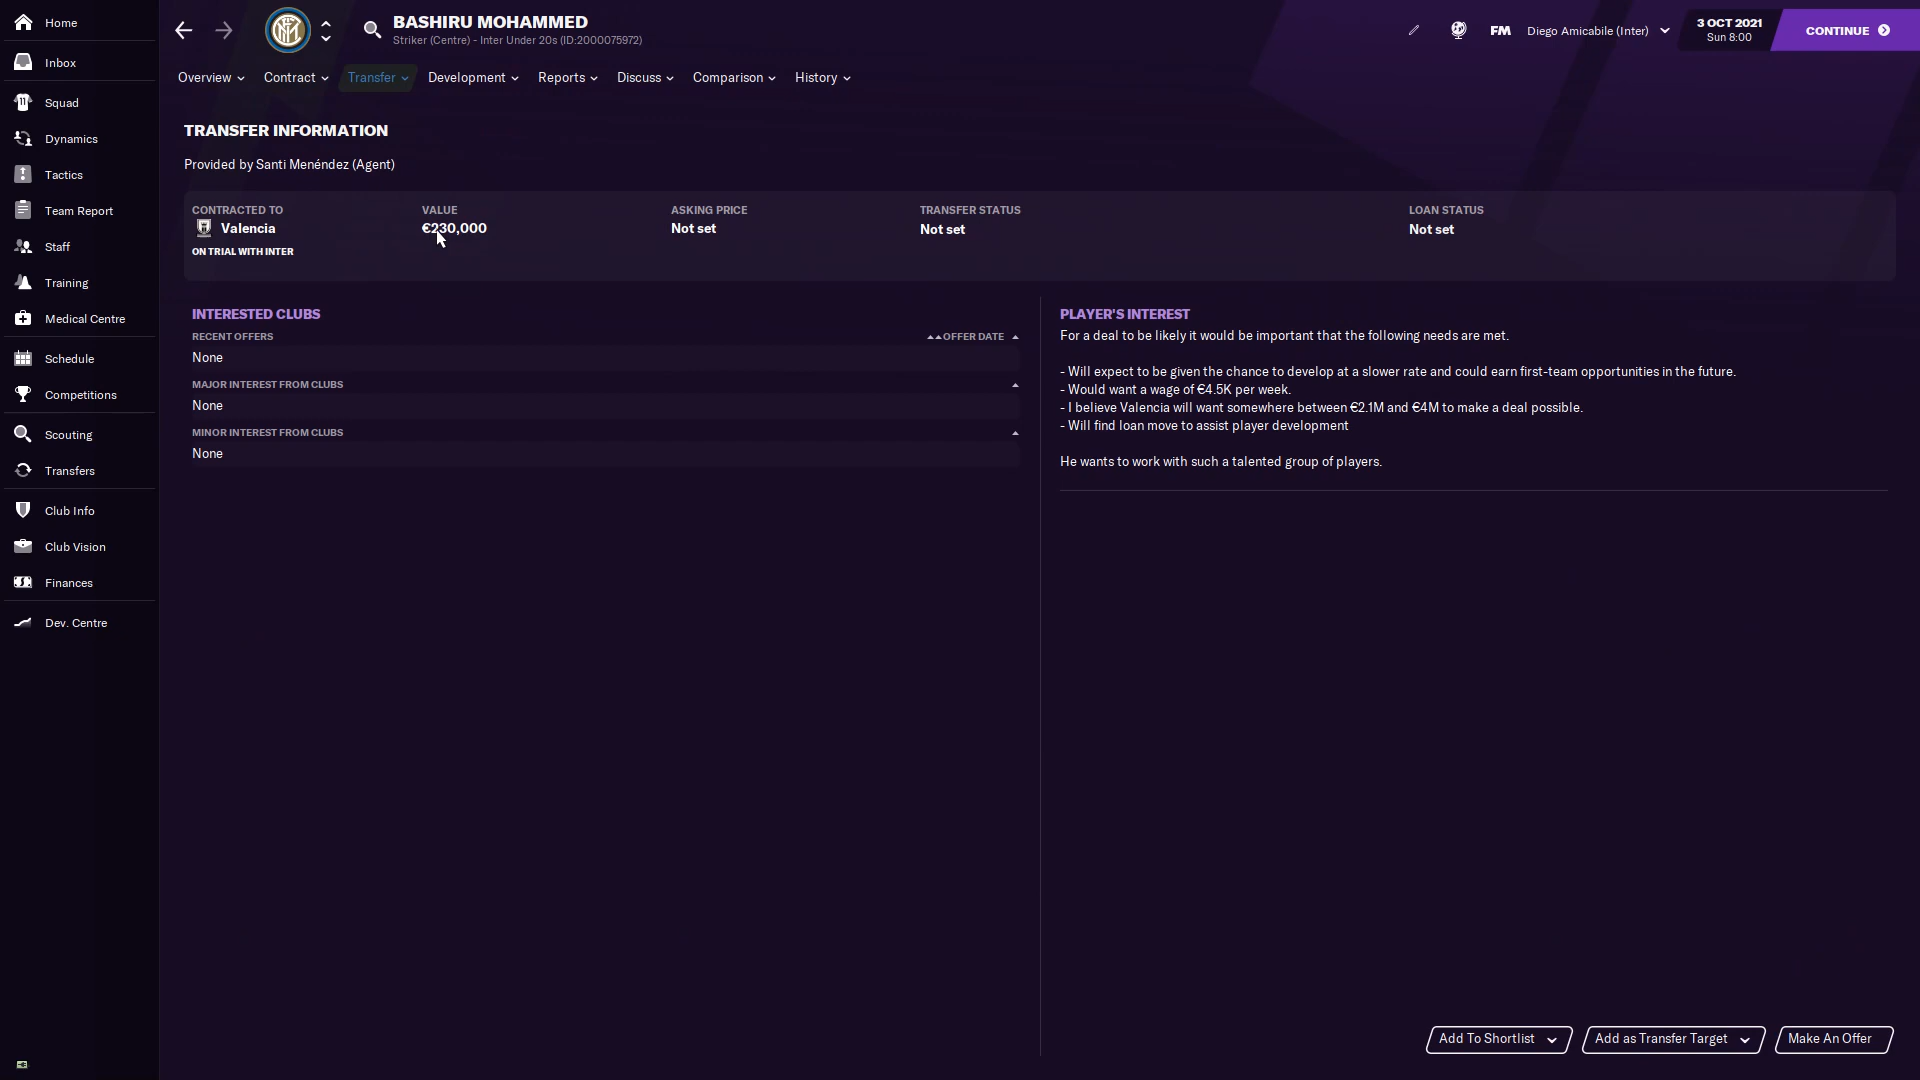 Home
Inbox
Squad
Dynamics
Tactics
Team Report
Staff
Training
Medical Centre
Schedule
Competitions
Scouting
Transfers
Club Info
Club Vision
Finances
Dev. Centre
BASHIRU MOHAMMED
Striker (Centre) - Inter Under 20s (ID:2000075972)
FM
Diego Amicabile (Inter)
3 OCT 2021
Sun 8:00
CONTINUE
Overview
Contract
Transfer
Development
Reports
Discuss
Comparison
History
TRANSFER INFORMATION
Provided by Santi Menéndez (Agent)
CONTRACTED TO
Valencia
ON TRIAL WITH INTER
VALUE
€230,000
ASKING PRICE
Not set
TRANSFER STATUS
Not set
LOAN STATUS
Not set
INTERESTED CLUBS
RECENT OFFERS
OFFER DATE
None
MAJOR INTEREST FROM CLUBS
None
MINOR INTEREST FROM CLUBS
None
PLAYER'S INTEREST
For a deal to be likely it would be important that the following needs are met.
- Will expect to be given the chance to develop at a slower rate and could earn first-team opportunities in the future.
- Would want a wage of €4.5K per week.
- I believe Valencia will want somewhere between €2.1M and €4M to make a deal possible.
- Will find loan move to assist player development
He wants to work with such a talented group of players.
Add To Shortlist
Add as Transfer Target
Make An Offer